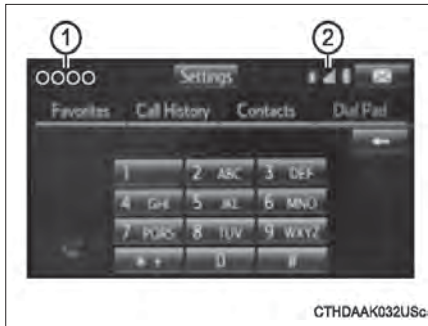 1 2
OOOO Settings
Favorites Call History Contacts Dial Pad
1 2 ABC 3 DEF
4 GHI 5 JKL 6 MNO
7 PQRS 8 TUV 9 WXYZ
* + 0 #
CTHDAAK032USc